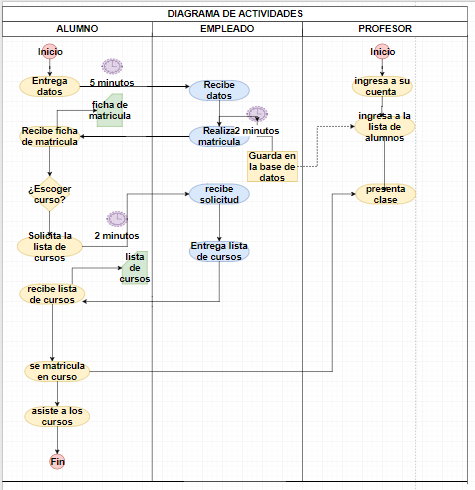 DIAGRAMA DE ACTIVIDADES
ALUMNO
EMPLEADO
PROFESOR
Inicio
Inicio
Entrega
datos
5 minutos
Recibe
datos
ingresa a su
cuenta
ficha de
matricula
Recibe ficha
de matricula
Realiza
matricula
2 minutos
ingresa a la
lista de
alumnos
Guarda en
la base de
datos
¿Escoger
curso?
recibe
solicitud
presenta
clase
Solicita la
lista de
cursos
2 minutos
Entrega lista
de cursos
lista
de
cursos
recibe lista
de cursos
se matricula
en curso
asiste a los
cursos
Fin